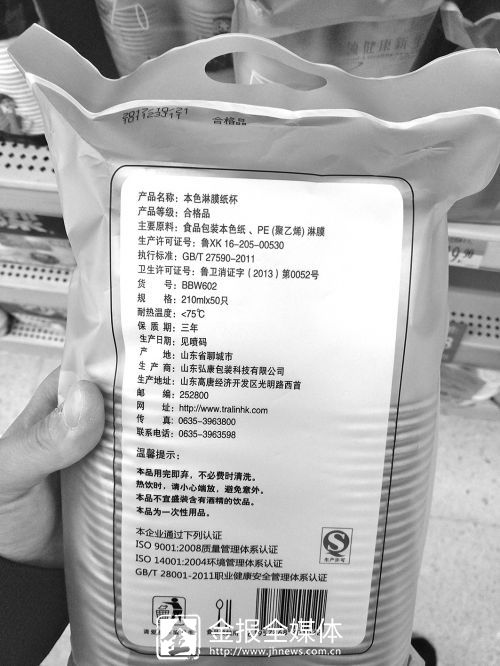 健康新
2017-10-21
合格品
9.90
产品名称: 本色淋膜纸杯
产品等级: 合格品
主要原料: 食品包装本色纸 、PE (聚乙烯) 淋膜
生产许可证号: 鲁XK 16-205-00530
执行标准: GB/T 27590-2011
卫生许可证号: 鲁卫消证字 (2013) 第0052号
货 号: BBW602
规 格: 210mlx50只
耐热温度: <75℃
保 质 期: 三年
生产日期: 见喷码
产 地: 山东省聊城市
生 产 商: 山东弘康包装科技有限公司
生产地址: 山东高唐经济开发区光明路西首
邮 编: 252800
网 址: http://www.tralinhk.com
传 真: 0635-3963800
联系电话: 0635-3963598
温馨提示:
本品用完即弃, 不必费时清洗。
热饮时, 请小心端放, 避免意外。
本品不宜盛装含有酒精的饮品。
本品为一次性用品。
本企业通过下列认证
ISO 9001:2008质量管理体系认证
ISO 14001:2004环境管理体系认证
GB/T 28001-2011职业健康安全管理体系认证
生产许可
金报全媒体
http://www.jhnews.com.cn